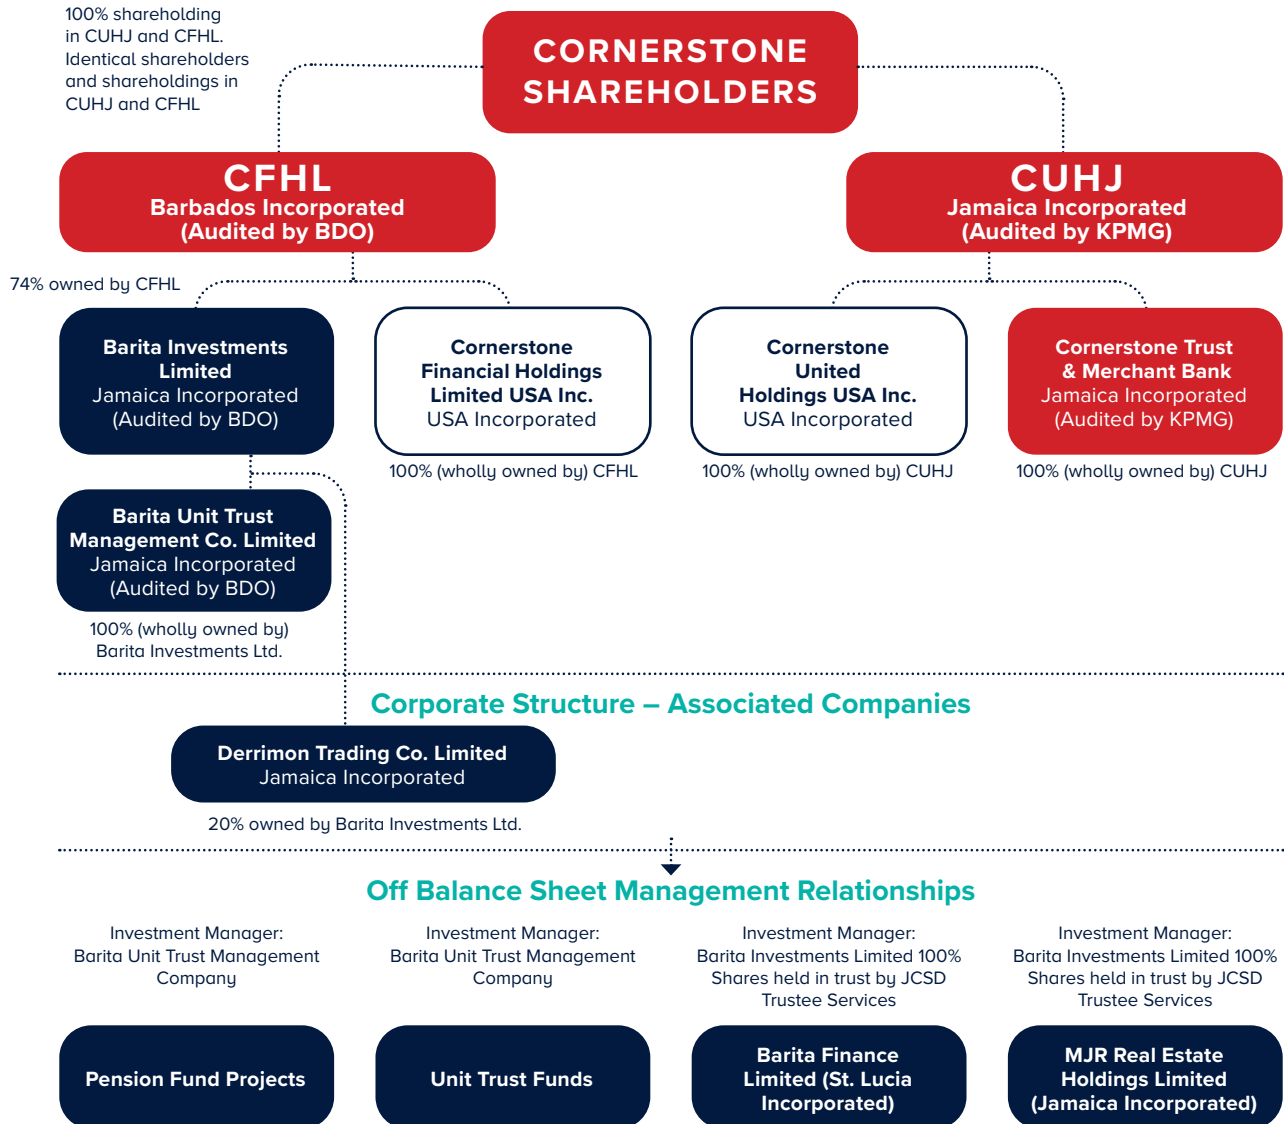 100% shareholding
in CUHJ and CFHL.
Identical shareholders
and shareholdings in
CUHJ and CFHL
CORNERSTONE
SHAREHOLDERS
CFHL
Barbados Incorporated
(Audited by BDO)
CUHJ
Jamaica Incorporated
(Audited by KPMG)
74% owned by CFHL
Barita Investments
Limited
Jamaica Incorporated
(Audited by BDO)
Cornerstone
Financial Holdings
Limited USA Inc.
USA Incorporated
100% (wholly owned by) CFHL
Cornerstone
United
Holdings USA Inc.
USA Incorporated
100% (wholly owned by) CUHJ
Cornerstone Trust
& Merchant Bank
Jamaica Incorporated
(Audited by KPMG)
100% (wholly owned by) CUHJ
Barita Unit Trust
Management Co. Limited
Jamaica Incorporated
(Audited by BDO)
100% (wholly owned by)
Barita Investments Ltd.
Corporate Structure – Associated Companies
Derrimon Trading Co. Limited
Jamaica Incorporated
20% owned by Barita Investments Ltd.
Off Balance Sheet Management Relationships
Investment Manager:
Barita Unit Trust Management
Company
Pension Fund Projects
Investment Manager:
Barita Unit Trust Management
Company
Unit Trust Funds
Investment Manager:
Barita Investments Limited 100%
Shares held in trust by JCSD
Trustee Services
Barita Finance
Limited (St. Lucia
Incorporated)
Investment Manager:
Barita Investments Limited 100%
Shares held in trust by JCSD
Trustee Services
MJR Real Estate
Holdings Limited
(Jamaica Incorporated)